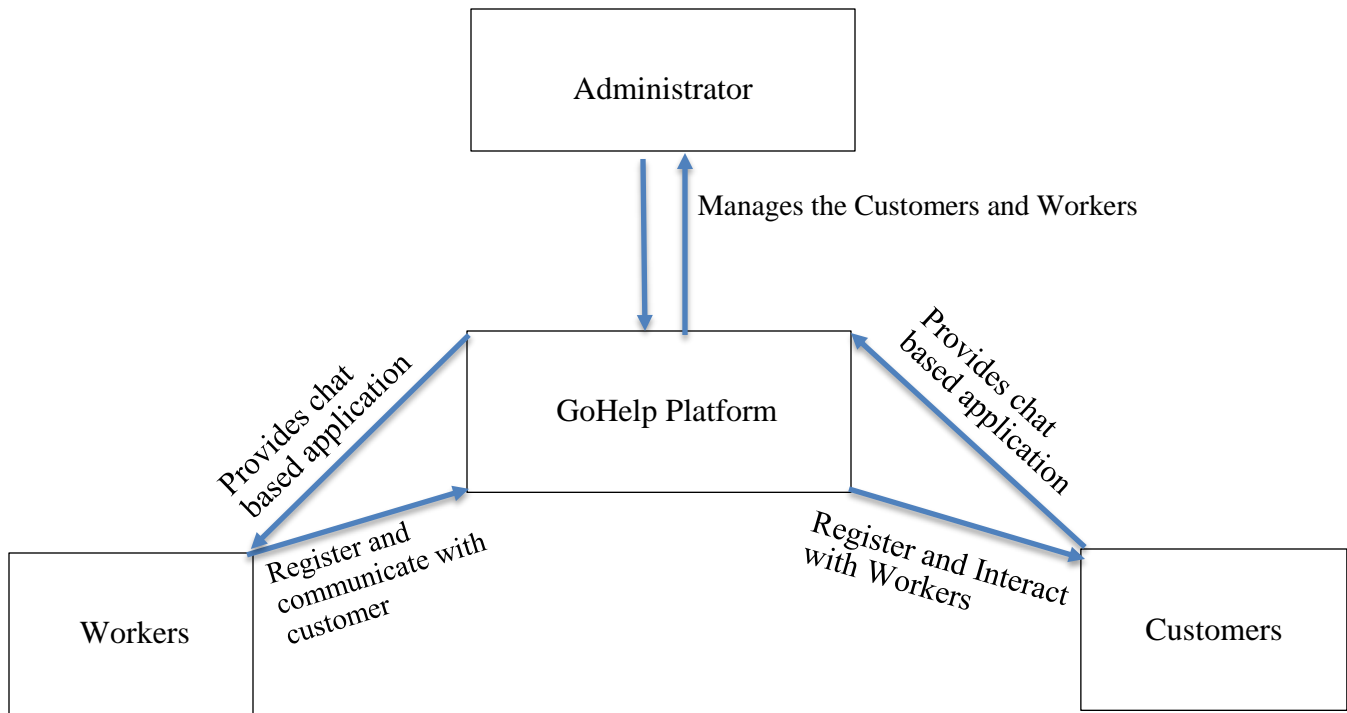 Administrator
Manages the Customers and Workers
Provides chat
based application
GoHelp Platform
Provides chat
based application
Register and
communicate with
customer
Register and Interact
with Workers
Workers
Customers